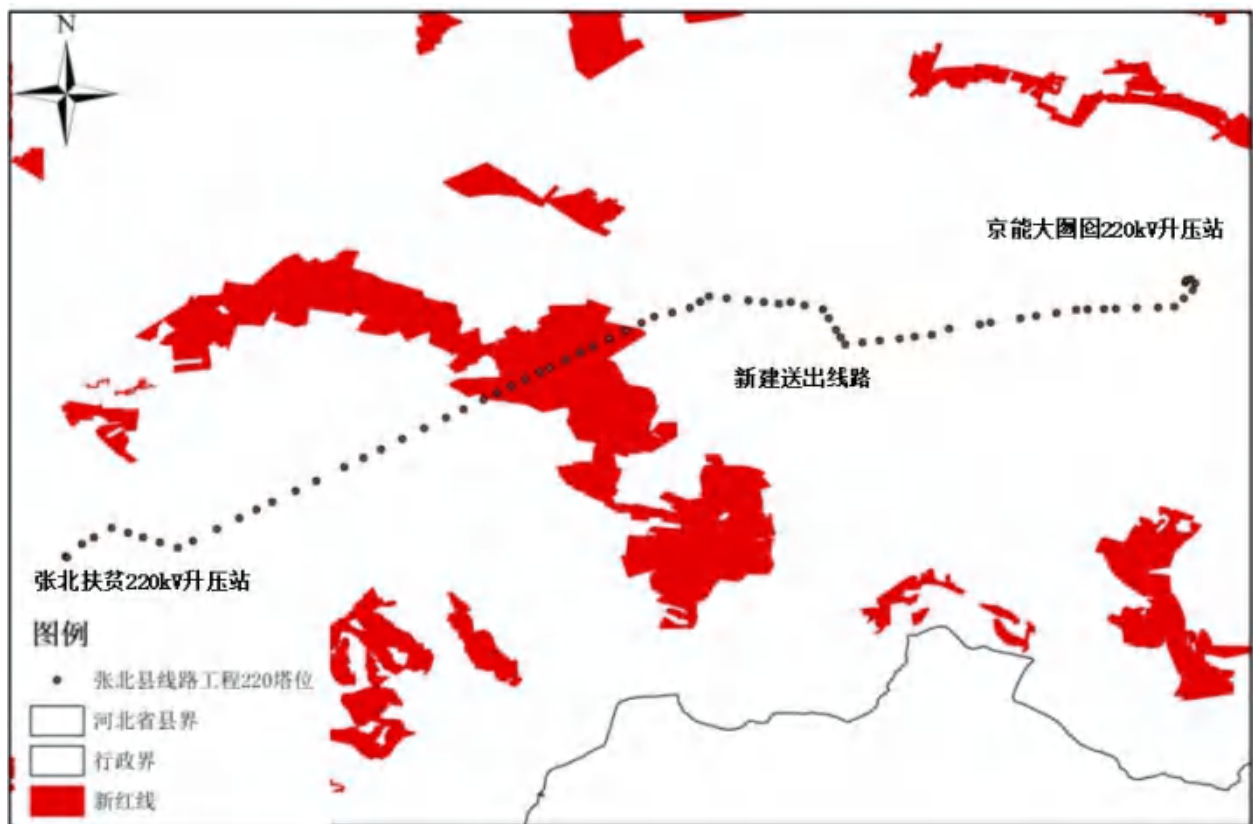 N
京能大囫囵220kV升压站
新建送出线路
张北扶贫220kV升压站
图例
张北县线路工程220塔位
河北省县界
行政界
新红线